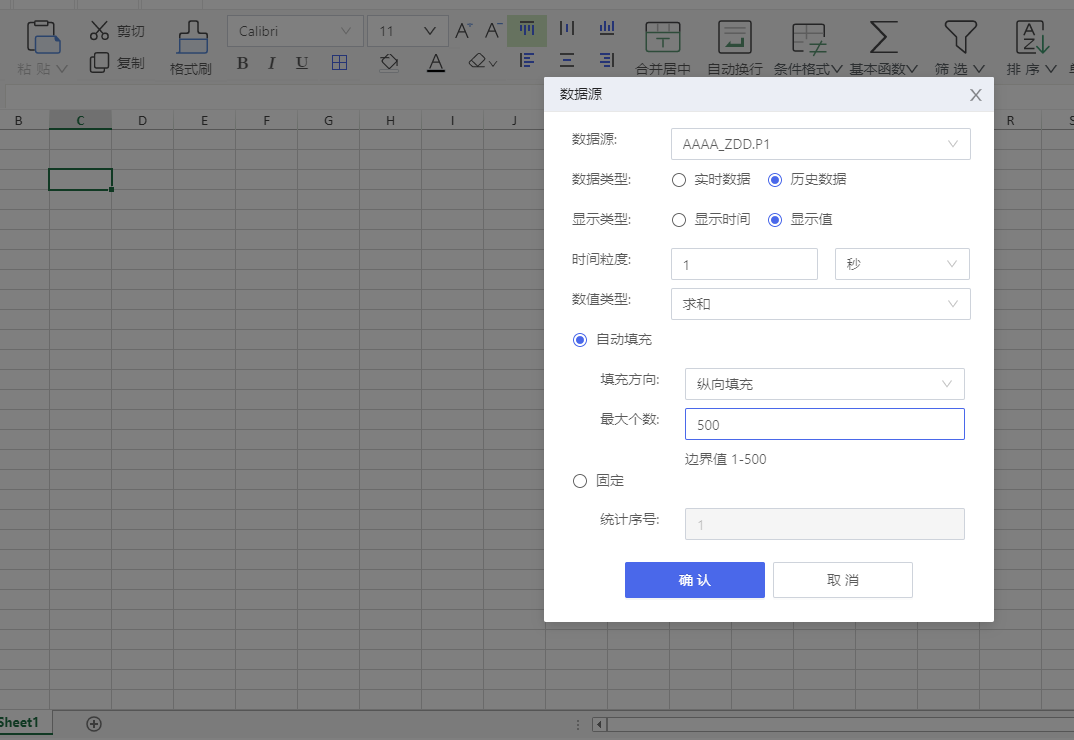 剪切
Calibri
11
A+
A-
粘 贴
复制
格式刷
B
I
U
A
合并居中
自动换行
条件格式
基本函数
筛 选
排 序
B
C
D
E
F
G
H
I
J
R
数据源
数据源:
AAAA_ZDD.P1
数据类型:
实时数据
历史数据
显示类型:
显示时间
显示值
时间粒度:
1
秒
数值类型:
求和
自动填充
填充方向:
纵向填充
最大个数:
500
边界值 1-500
固定
统计序号:
1
确 认
取 消
Sheet1